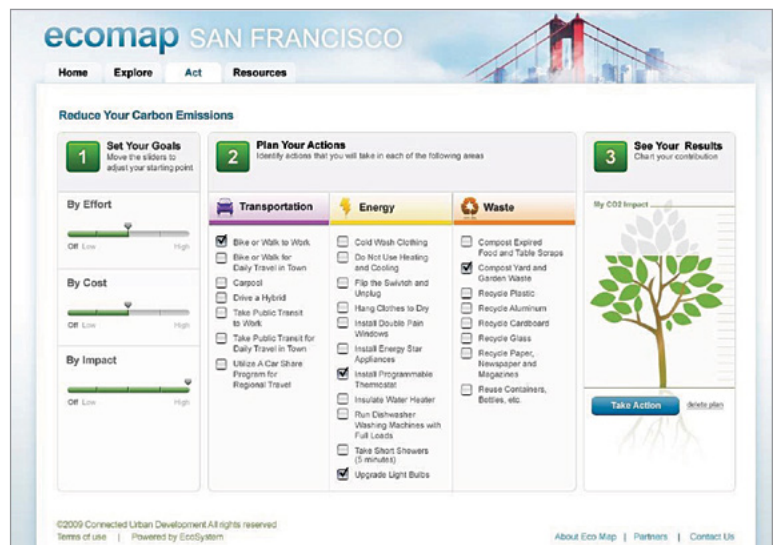 ecomap SAN FRANCISCO
Home Explore Act Resources
Reduce Your Carbon Emissions
1
Set Your Goals
Move the sliders to
adjust your starting point
By Effort
Off Low High
By Cost
Off Low High
By Impact
Off Low High
2
Plan Your Actions
Identify actions that you will take in each of the following
areas
Transportation
Bike or Walk to Work
Bike or Walk for
Daily Travel in Town
Carpool
Drive a Hybrid
Take Public Transit
to Work
Take Public Transit for
Daily Travel in Town
Utilize A Car Share
Program for
Regional Travel
Energy
Cold Wash Clothing
Do Not Use Heating
and Cooling
Flip the Swivtch and
Unplug
Hang Clothes to Dry
Install Double Pain
Windows
Install Energy Star
Appliances
Install Programmable
Thermostat
Insulate Water Heater
Run Dishwasher
Washing Machines with
Full Loads
Take Short Showers
(5 minutes)
Upgrade Light Bulbs
Waste
Compost Expired
Food and Table Scraps
Compost Yard and
Garden Waste
Recycle Plastic
Recycle Aluminum
Recycle Cardboard
Recycle Glass
Recycle Paper,
Newspaper and
Magazines
Reuse Containers,
Bottles, etc.
3
See Your Results
Chart your contribution
My CO2 Impact
Take Action delete plan
©2009 Connected Urban Development All rights reserved
Terms of use | Powered by EcoSystem
About Eco Map | Partners | Contact Us